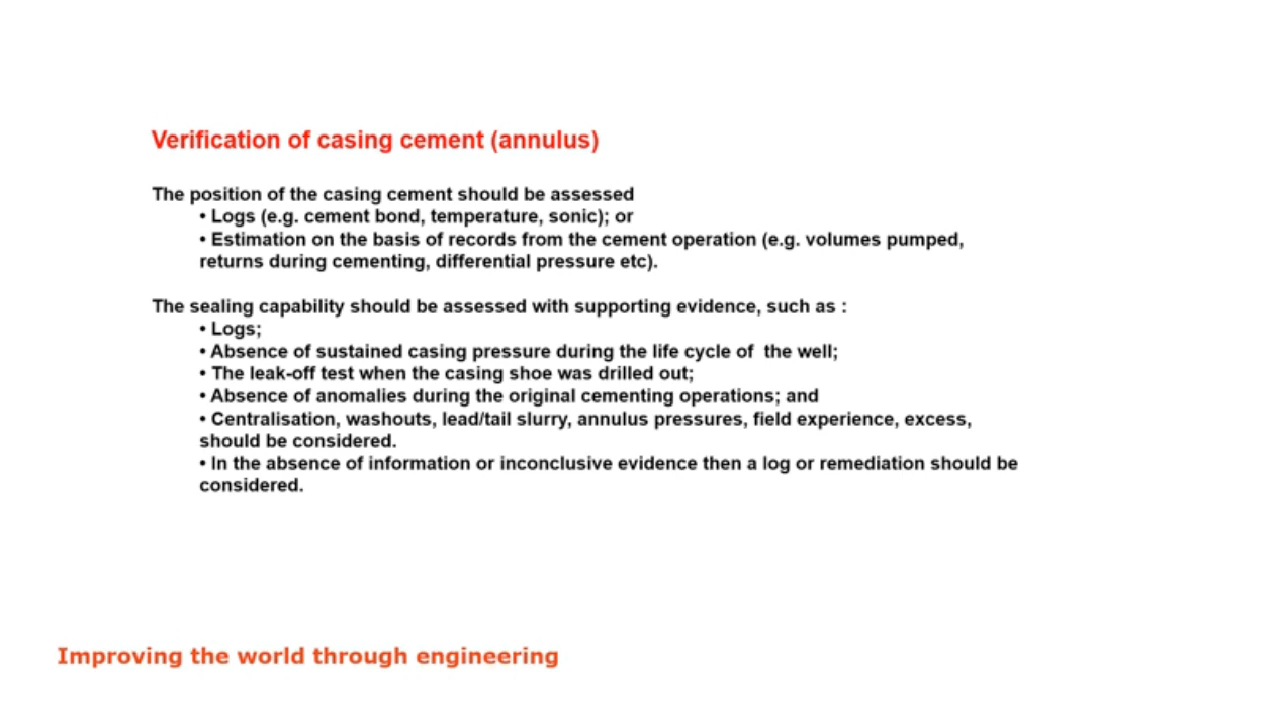 Verification of casing cement (annulus)
The position of the casing cement should be assessed
• Logs (e.g. cement bond, temperature, sonic); or
• Estimation on the basis of records from the cement operation (e.g. volumes pumped,
returns during cementing, differential pressure etc).
The sealing capability should be assessed with supporting evidence, such as :
• Logs;
• Absence of sustained casing pressure during the life cycle of the well;
• The leak-off test when the casing shoe was drilled out;
• Absence of anomalies during the original cementing operations; and
• Centralisation, washouts, lead/tail slurry, annulus pressures, field experience, excess,
should be considered.
• In the absence of information or inconclusive evidence then a log or remediation should be
considered.
Improving the world through engineering